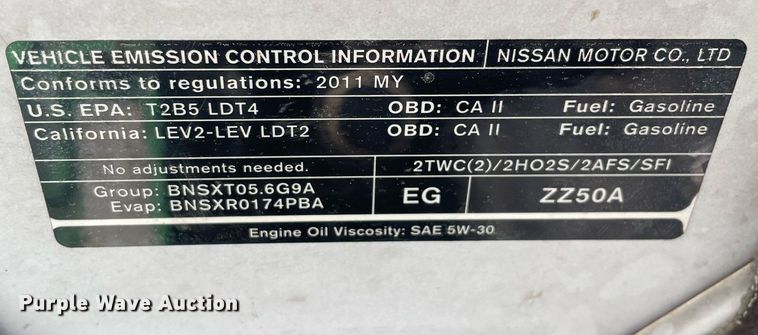 VEHICLE EMISSION CONTROL INFORMATION NISSAN MOTOR CO., LTD
Conforms to regulations: 2011 MY
U.S. EPA: T2B5 LDT4 OBD: CA II Fuel: Gasoline
California: LEV2-LEV LDT2 OBD: CA II Fuel: Gasoline
No adjustments needed. 2TWC(2)/2HO2S/2AFS/SFI
Group: BNSXT05.6G9A EG ZZ50A
Evap: BNSXR0174PBA
Engine Oil Viscosity: SAE 5W-30
Purple Wave Auction